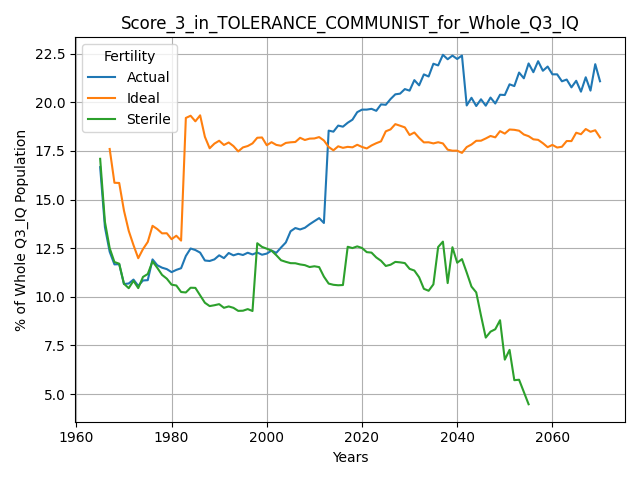 Score_3_in_TOLERANCE_COMMUNIST_for_Whole_Q3_IQ
Fertility
Actual
Ideal
Sterile
% of Whole Q3_IQ Population
22.5
20.0
17.5
15.0
12.5
10.0
7.5
5.0
1960 1980 2000 2020 2040 2060
Years